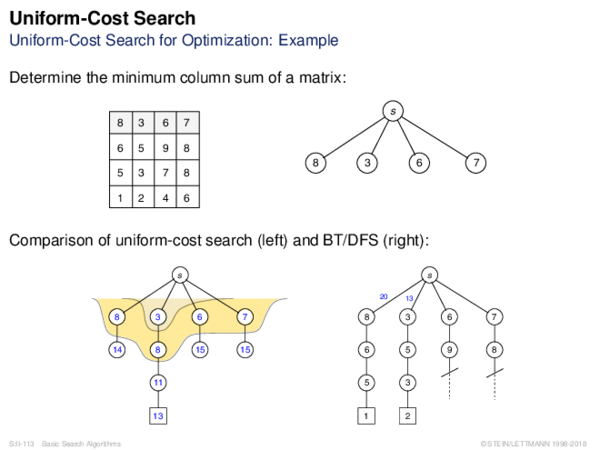 Uniform-Cost Search
Uniform-Cost Search for Optimization: Example
Determine the minimum column sum of a matrix:
8 3 6 7
6 5 9 8
5 3 7 8
1 2 4 6
s
8 3 6 7
Comparison of uniform-cost search (left) and BT/DFS (right):
s
8 3 6 7
14 8 15 15
11
13
s
20 13
8 3 6 7
6 5 9 8
5 3
1 2
S:II-113 Basic Search Algorithms
©STEIN/LETTMANN 1998-2018